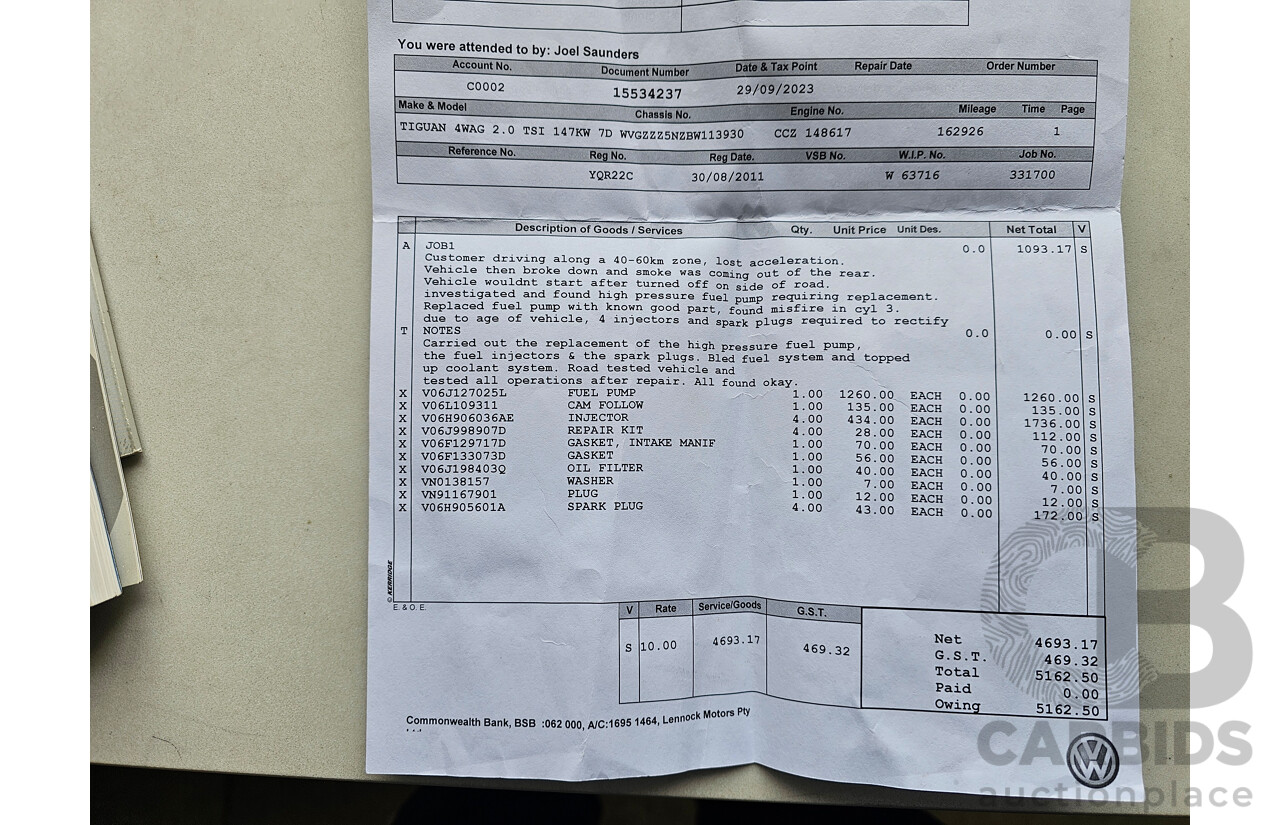 You were attended to by: Joel Saunders
Account No. Document Number Date & Tax Point Repair Date Order Number
C0002 15534237 29/09/2023
Make & Model Chassis No. Engine No. Mileage Time Page
TIGUAN 4WAG 2.0 TSI 147KW 7D WVGZZZ5NZBW113930 CCZ 148617 162926 1
Reference No. Reg No. Reg Date. VSB No. W.I.P. No. Job No.
YQR22C 30/08/2011 W 63716 331700
Description of Goods / Services Qty. Unit Price Unit Des. Net Total V
A JOB1 0.0 1093.17 S
Customer driving along a 40-60km zone, lost acceleration.
Vehicle then broke down and smoke was coming out of the rear.
Vehicle wouldnt start after turned off on side of road.
investigated and found high pressure fuel pump requiring replacement.
Replaced fuel pump with known good part, found misfire in cyl 3.
due to age of vehicle, 4 injectors and spark plugs required to rectify
T NOTES 0.0 0.00 S
Carried out the replacement of the high pressure fuel pump,
the fuel injectors & the spark plugs. Bled fuel system and topped
up coolant system. Road tested vehicle and
tested all operations after repair. All found okay.
X V06J127025L FUEL PUMP 1.00 1260.00 EACH 0.00 1260.00 S
X V06L109311 CAM FOLLOW 1.00 135.00 EACH 0.00 135.00 S
X V06H906036AE INJECTOR 4.00 434.00 EACH 0.00 1736.00 S
X V06J998907D REPAIR KIT 4.00 28.00 EACH 0.00 112.00 S
X V06F129717D GASKET, INTAKE MANIF 1.00 70.00 EACH 0.00 70.00 S
X V06F133073D GASKET 1.00 56.00 EACH 0.00 56.00 S
X V06J198403Q OIL FILTER 1.00 40.00 EACH 0.00 40.00 S
X VN0138157 WASHER 1.00 7.00 EACH 0.00 7.00 S
X VN91167901 PLUG 1.00 12.00 EACH 0.00 12.00 S
X V06H905601A SPARK PLUG 4.00 43.00 EACH 0.00 172.00 S
© KERRIDGE
E. & O. E.
V Rate Service/Goods G.S.T.
S 10.00 4693.17 469.32
Net 4693.17
G.S.T. 469.32
Total 5162.50
Paid 0.00
Owing 5162.50
Commonwealth Bank, BSB :062 000, A/C:1695 1464, Lennock Motors Pty
CARBIDS
auctionplace